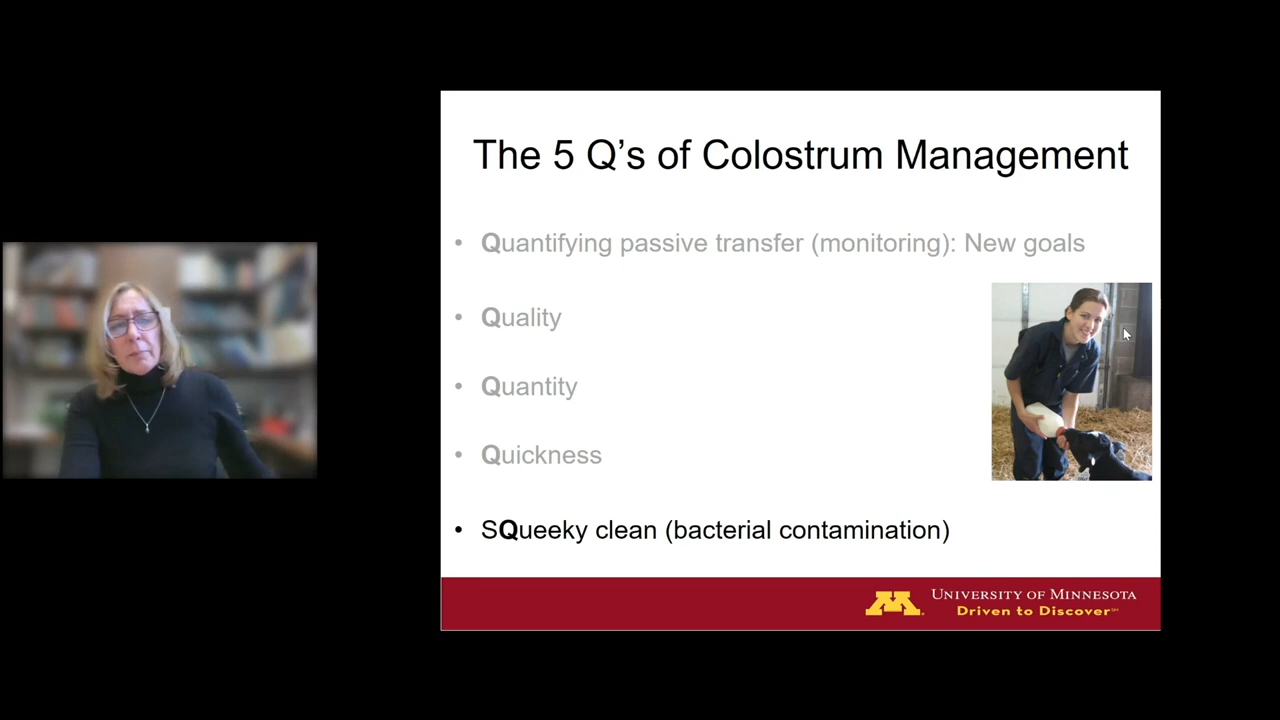 The 5 Q’s of Colostrum Management
• Quantifying passive transfer (monitoring): New goals
• Quality
• Quantity
• Quickness
• SQueeky clean (bacterial contamination)
UNIVERSITY OF MINNESOTA
Driven to Discover℠